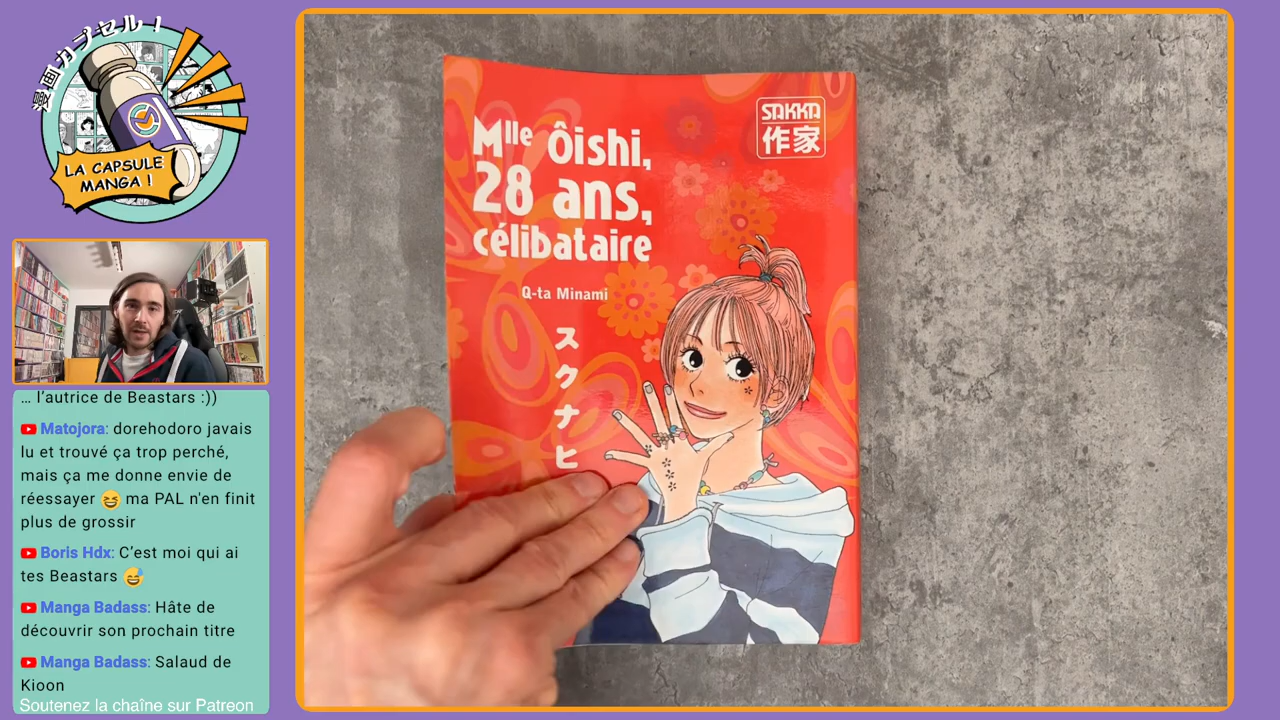 漫画カプセル!
LA CAPSULE
MANGA !
… l'autrice de Beastars :))
Matojora: dorehodoro javais
lu et trouvé ça trop perché,
mais ça me donne envie de
réessayer 😆 ma PAL n'en finit
plus de grossir
Boris Hdx: C'est moi qui ai
tes Beastars 😅
Manga Badass: Hâte de
découvrir son prochain titre
Manga Badass: Salaud de
Kioon
Soutenez la chaîne sur Patreon
Mlle Ôishi,
28 ans,
célibataire
Q-ta Minami
スクナヒ
SAKKA
作家